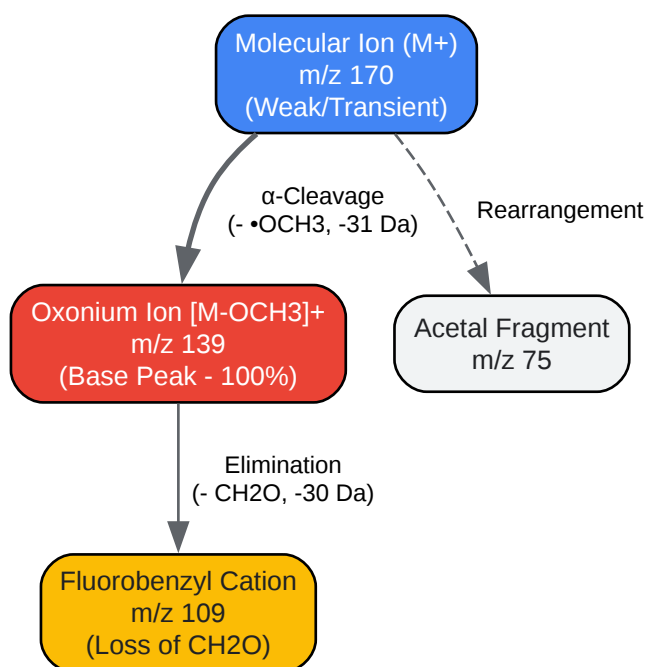 Molecular Ion (M+)
m/z 170
(Weak/Transient)
α-Cleavage
(- •OCH3, -31 Da)
Rearrangement
Oxonium Ion [M-OCH3]+
m/z 139
(Base Peak - 100%)
Acetal Fragment
m/z 75
Elimination
(- CH2O, -30 Da)
Fluorobenzyl Cation
m/z 109
(Loss of CH2O)